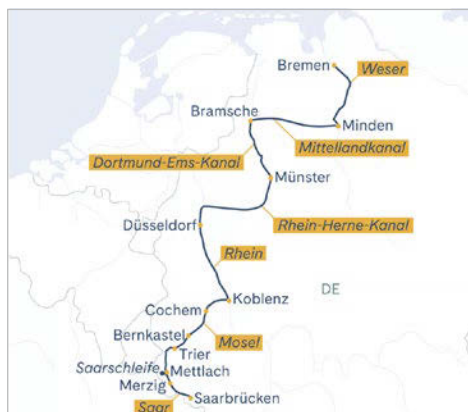 Bremen
Weser
Bramsche
Minden
Mittellandkanal
Dortmund-Ems-Kanal
Münster
Düsseldorf
Rhein-Herne-Kanal
Rhein
DE
Koblenz
Cochem
Mosel
Bernkastel
Trier
Saarschleife
Mettlach
Merzig
Saarbrücken
Saar